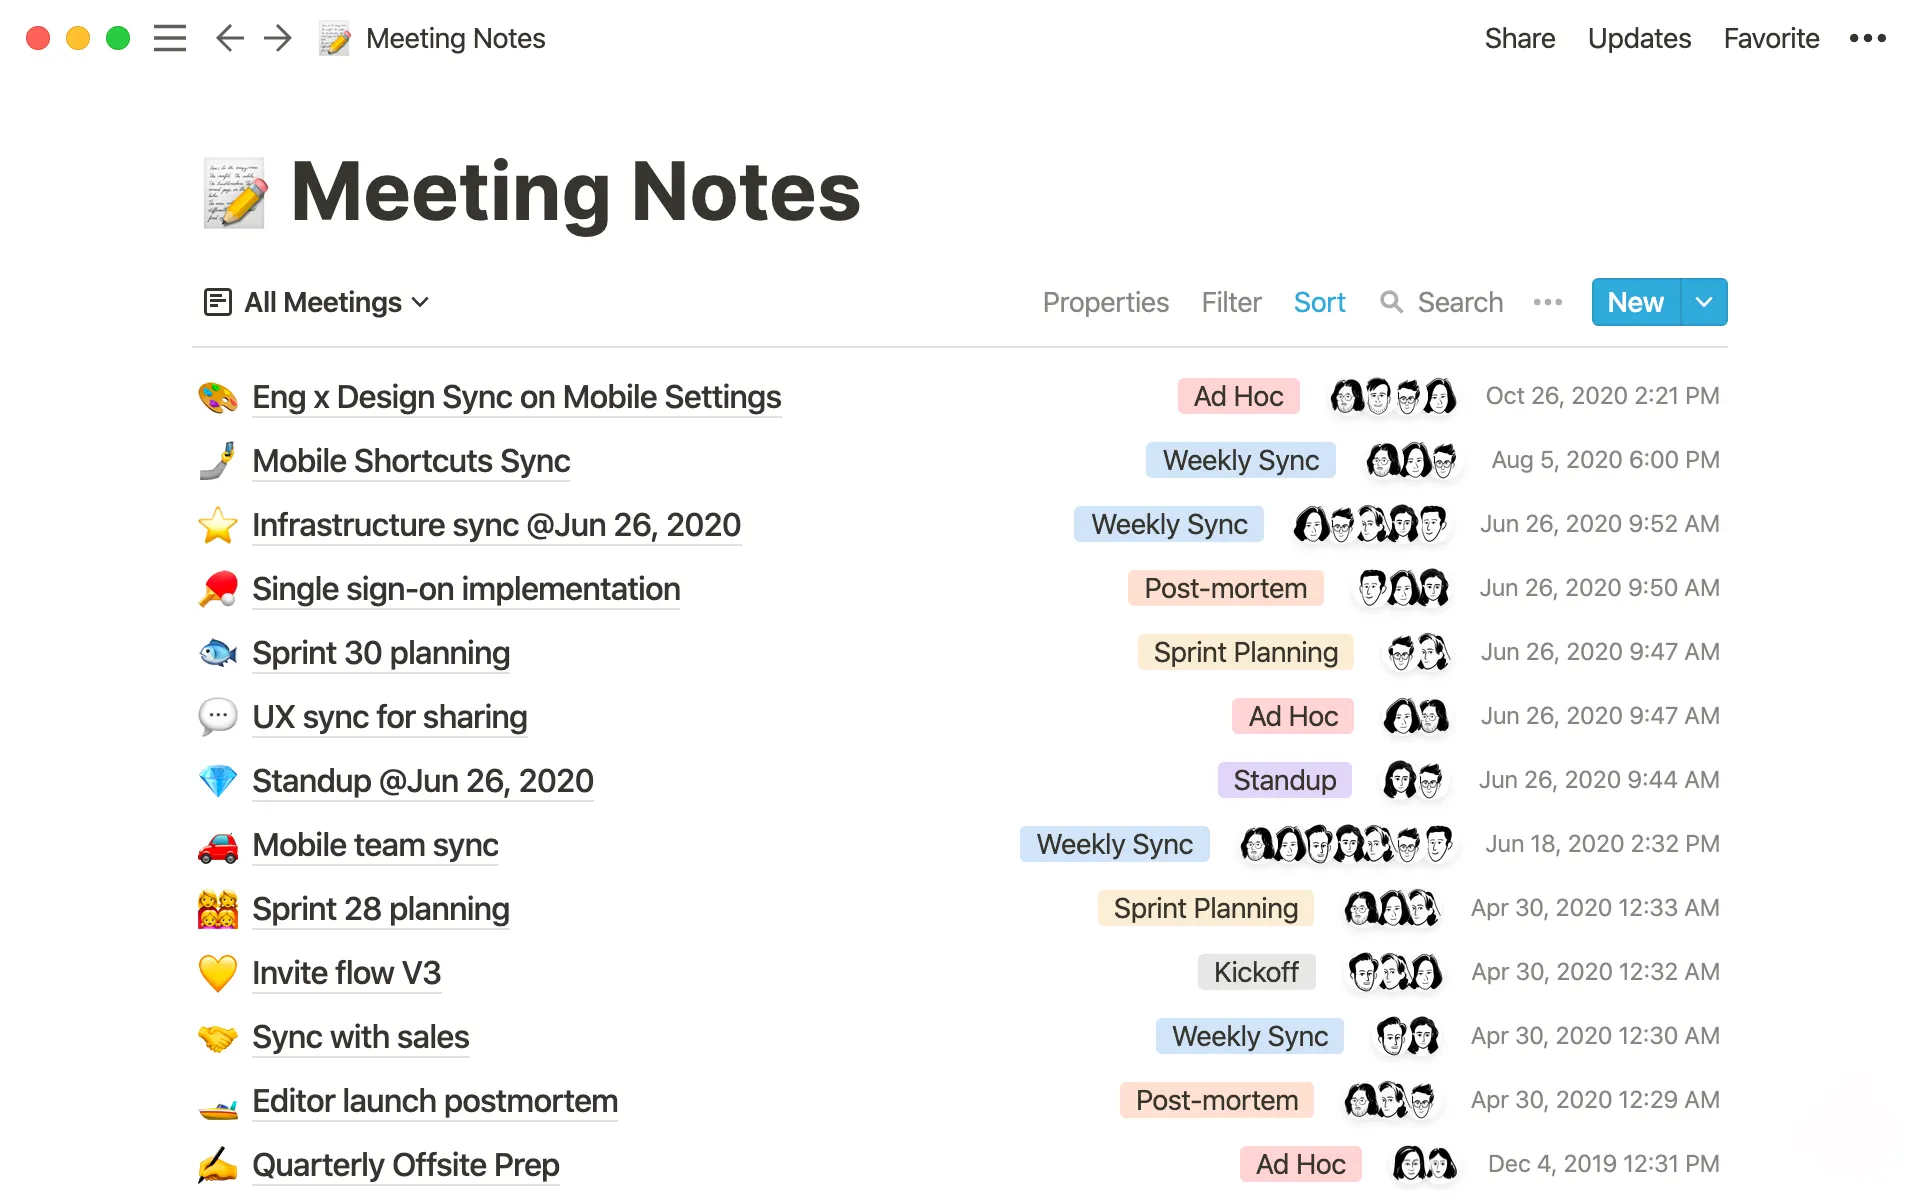 Meeting Notes
Share Updates Favorite
Meeting Notes
All Meetings
Properties Filter Sort Search New
Eng x Design Sync on Mobile Settings Ad Hoc Oct 26, 2020 2:21 PM
Mobile Shortcuts Sync Weekly Sync Aug 5, 2020 6:00 PM
Infrastructure sync @Jun 26, 2020 Weekly Sync Jun 26, 2020 9:52 AM
Single sign-on implementation Post-mortem Jun 26, 2020 9:50 AM
Sprint 30 planning Sprint Planning Jun 26, 2020 9:47 AM
UX sync for sharing Ad Hoc Jun 26, 2020 9:47 AM
Standup @Jun 26, 2020 Standup Jun 26, 2020 9:44 AM
Mobile team sync Weekly Sync Jun 18, 2020 2:32 PM
Sprint 28 planning Sprint Planning Apr 30, 2020 12:33 AM
Invite flow V3 Kickoff Apr 30, 2020 12:32 AM
Sync with sales Weekly Sync Apr 30, 2020 12:30 AM
Editor launch postmortem Post-mortem Apr 30, 2020 12:29 AM
Quarterly Offsite Prep Ad Hoc Dec 4, 2019 12:31 PM